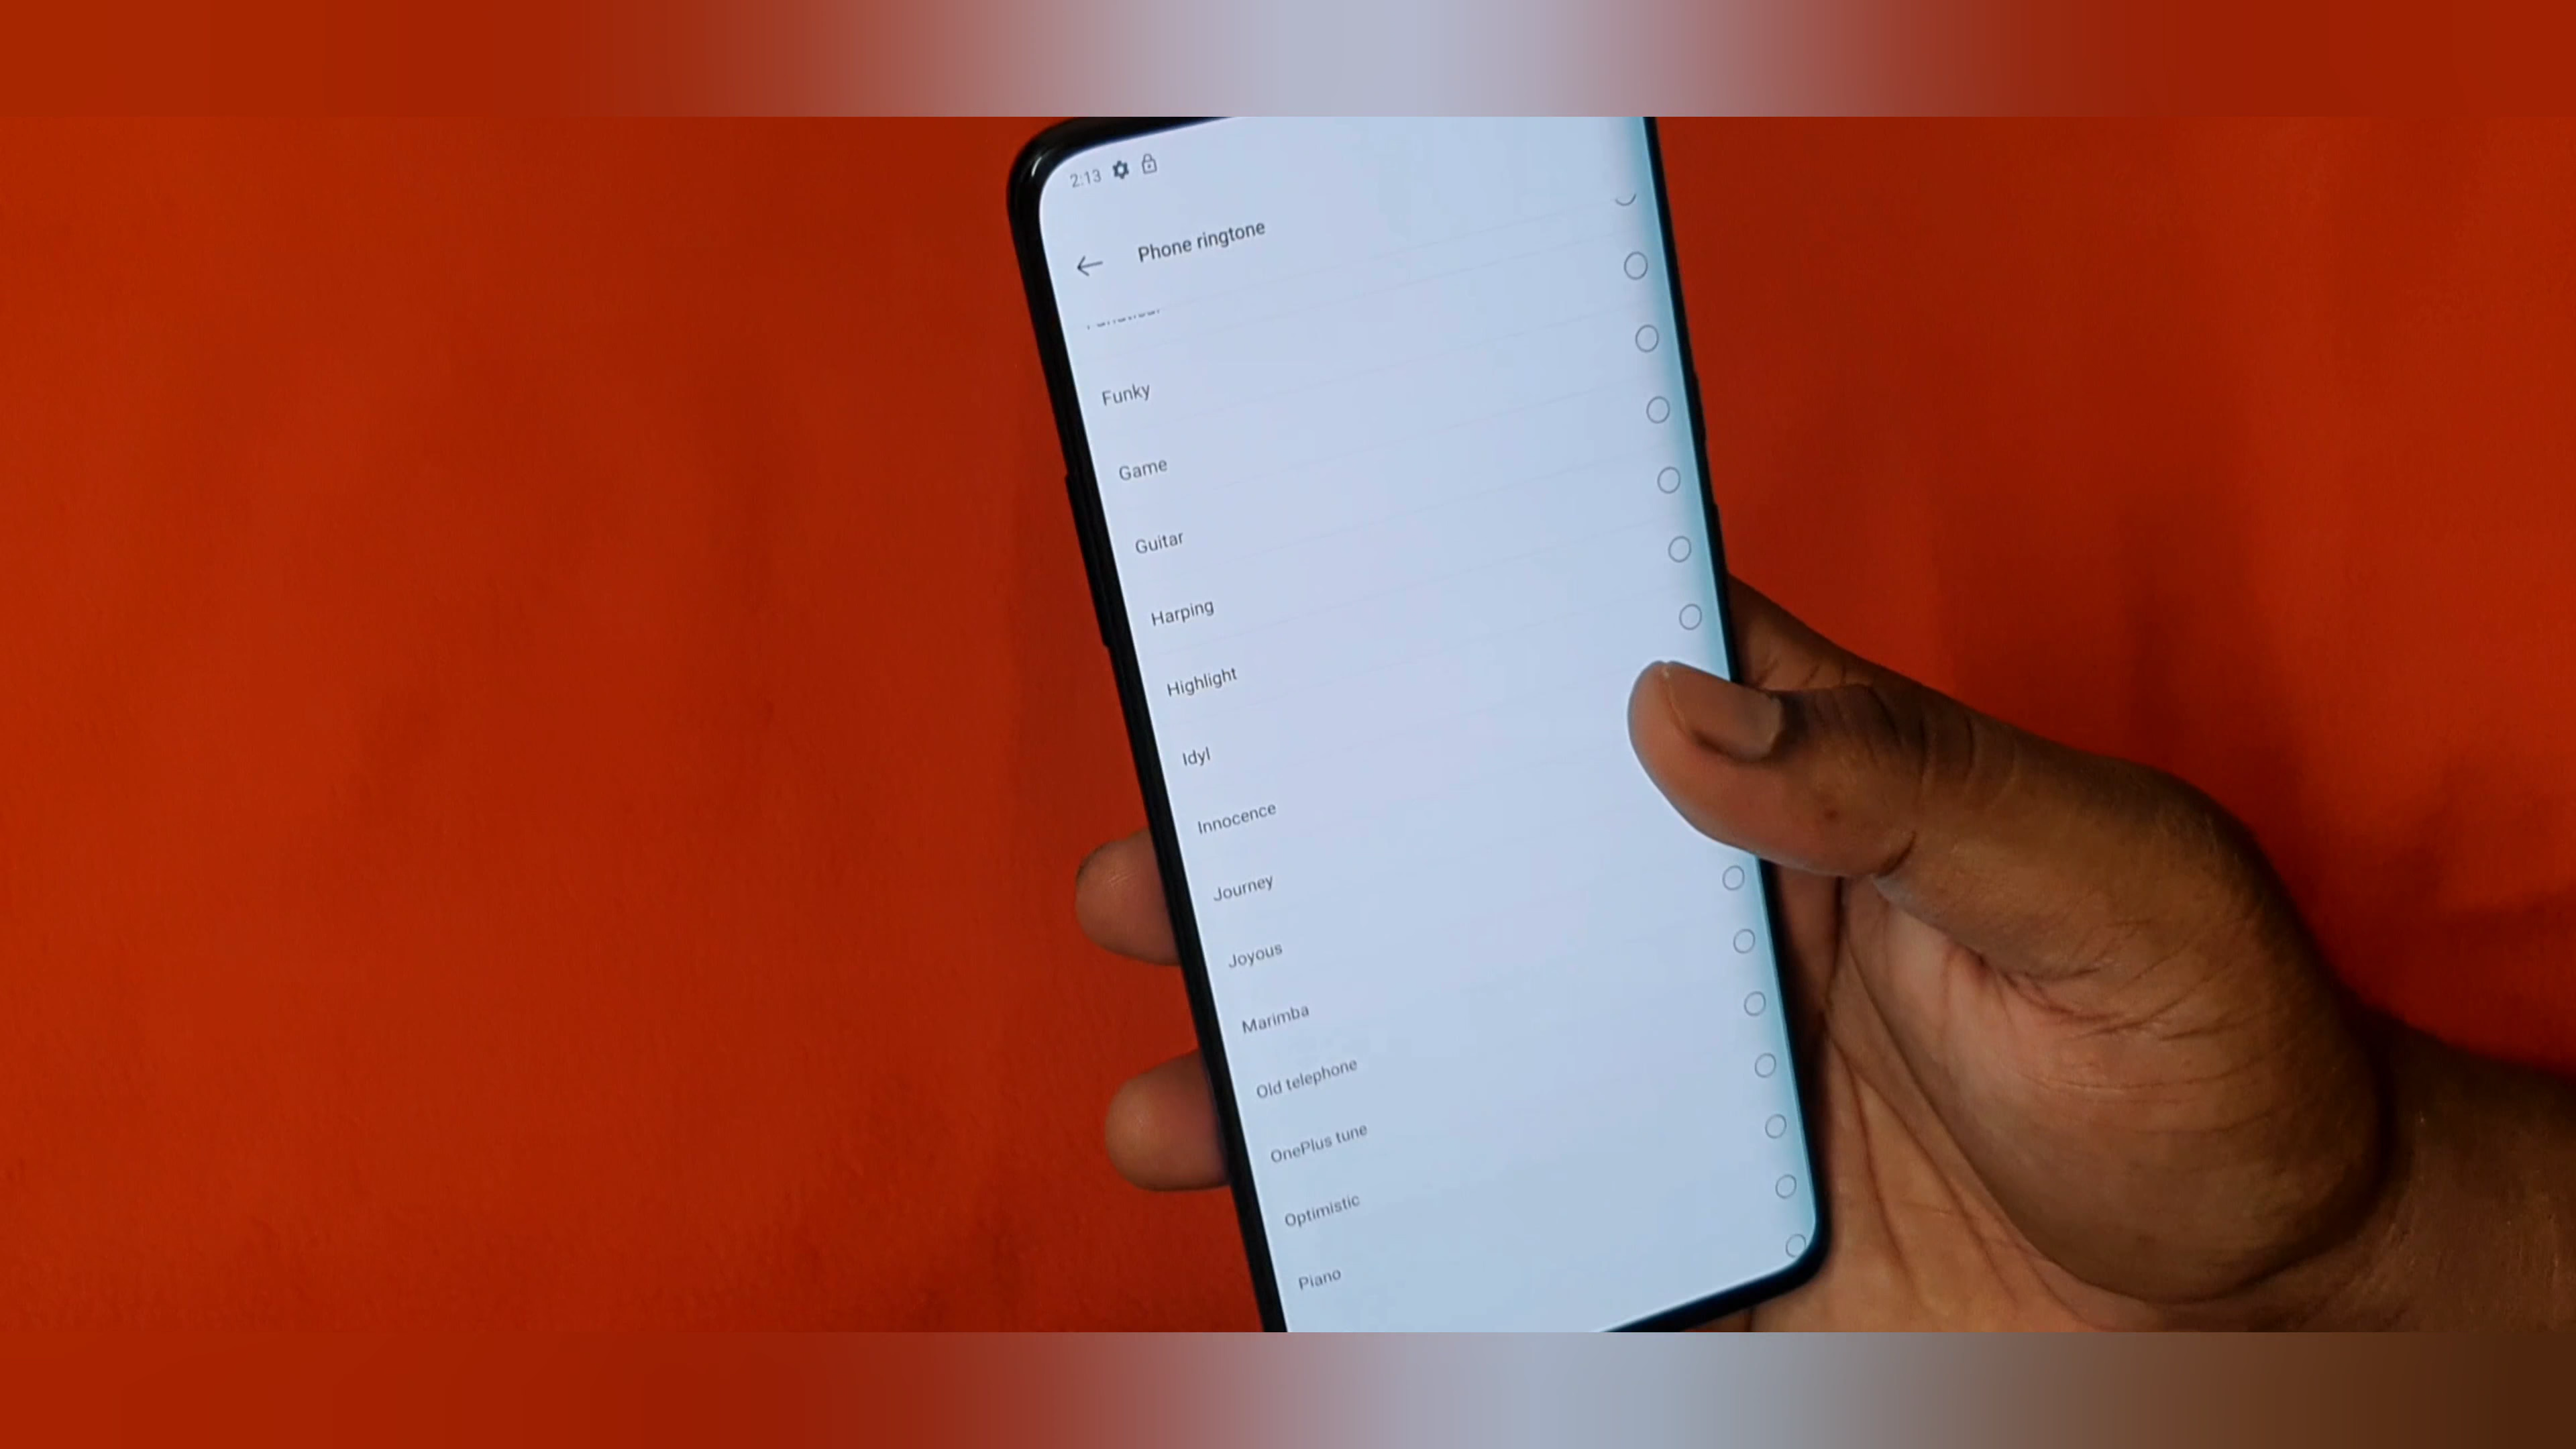 2:13
Phone ringtone
Funky
Game
Guitar
Harping
Highlight
Idyl
Innocence
Journey
Joyous
Marimba
Old telephone
OnePlus tune
Optimistic
Piano